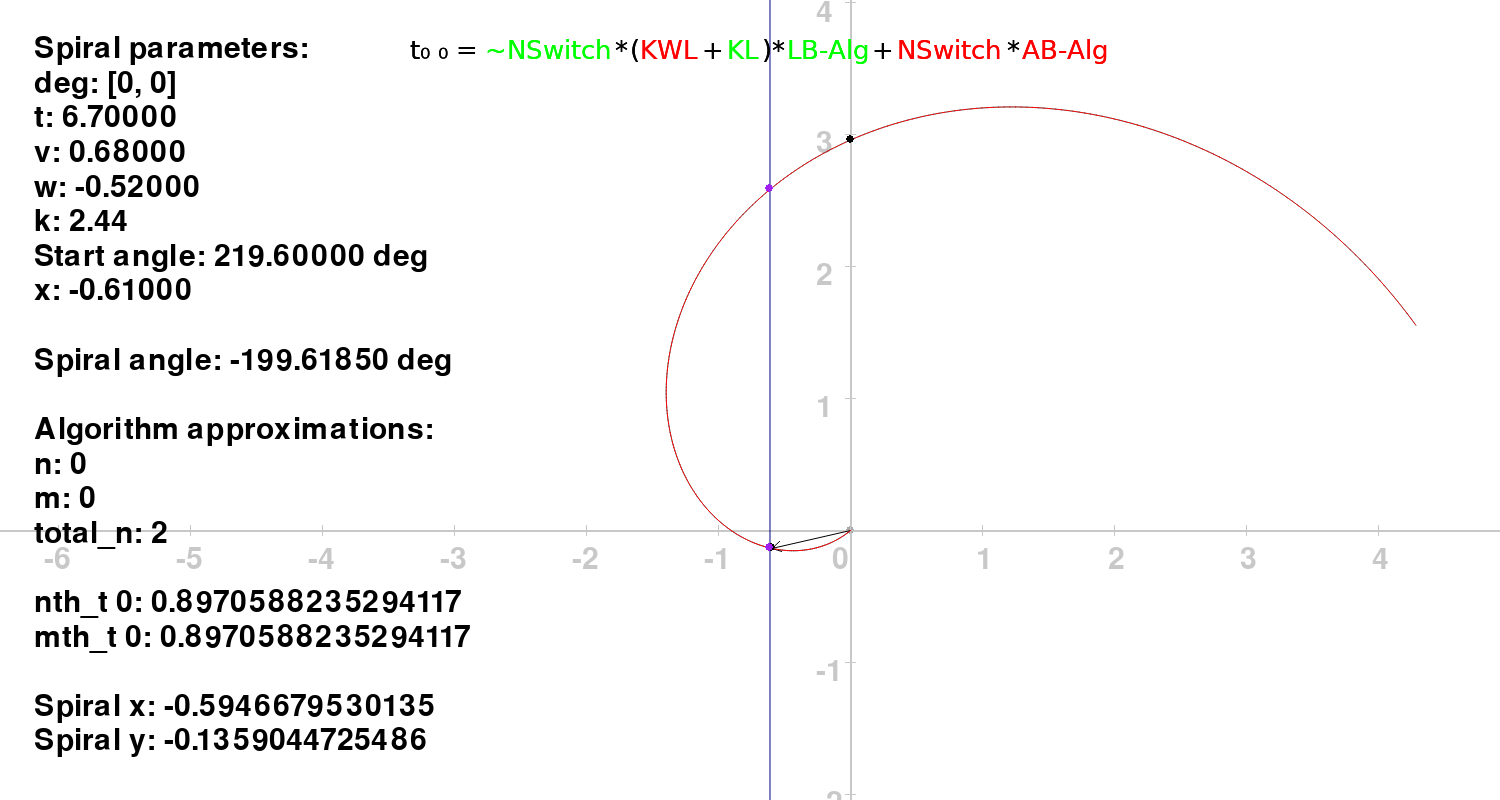 4
Spiral parameters:
t₀ ₀ = ~NSwitch*(KWL + KL)*LB-Alg + NSwitch *AB-Alg
deg: [0, 0]
t: 6.70000
3
v: 0.68000
w: -0.52000
k: 2.44
Start angle: 219.60000 deg
2
x: -0.61000
Spiral angle: -199.61850 deg
1
Algorithm approximations:
n: 0
m: 0
total_n: 2
-6 -5 -4 -3 -2 -1 0 1 2 3 4
nth_t 0: 0.8970588235294117
mth_t 0: 0.8970588235294117
-1
Spiral x: -0.5946679530135
Spiral y: -0.1359044725486